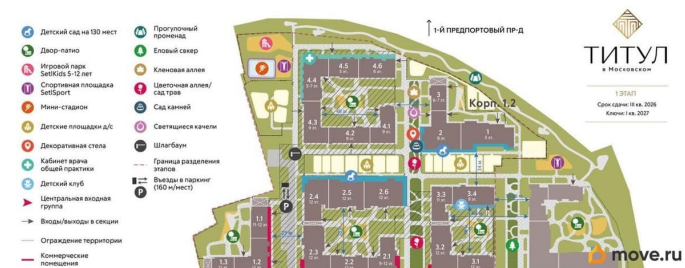 Детский сад на 130 мест
Двор-патио
Игровой парк
SetlKids 5-12 лет
Спортивная площадка
SetlSport
Мини-стадион
Детские площадки д/с
Декоративная стела
Кабинет врача
общей практики
Детский клуб
Центральная входная
группа
Входы/выходы в секции
Ограждение территории
Коммерческие
помещения
Прогулочный
променад
Еловый сквер
Кленовая аллея
Цветочная аллея/
сад трав
Сад камней
Светящиеся качели
Шлагбаум
Граница разделения
этапов
Въезды в паркинг
(160 м/мест)
P
1-Й ПРЕДПОРТОВЫЙ ПР-Д
ТИТУЛ
в Московском
1 ЭТАП
Срок сдачи: III кв. 2026
Ключи: I кв. 2027
4.5
4.6
4.4
4.3
4.1
4.2
4.1
3
Корп. 1.2
2
1
2.4
2.5
2.6
2.3
2.2
2.1
3.3
3.4
3.2
3.1
1.1
1.2
P
move.ru